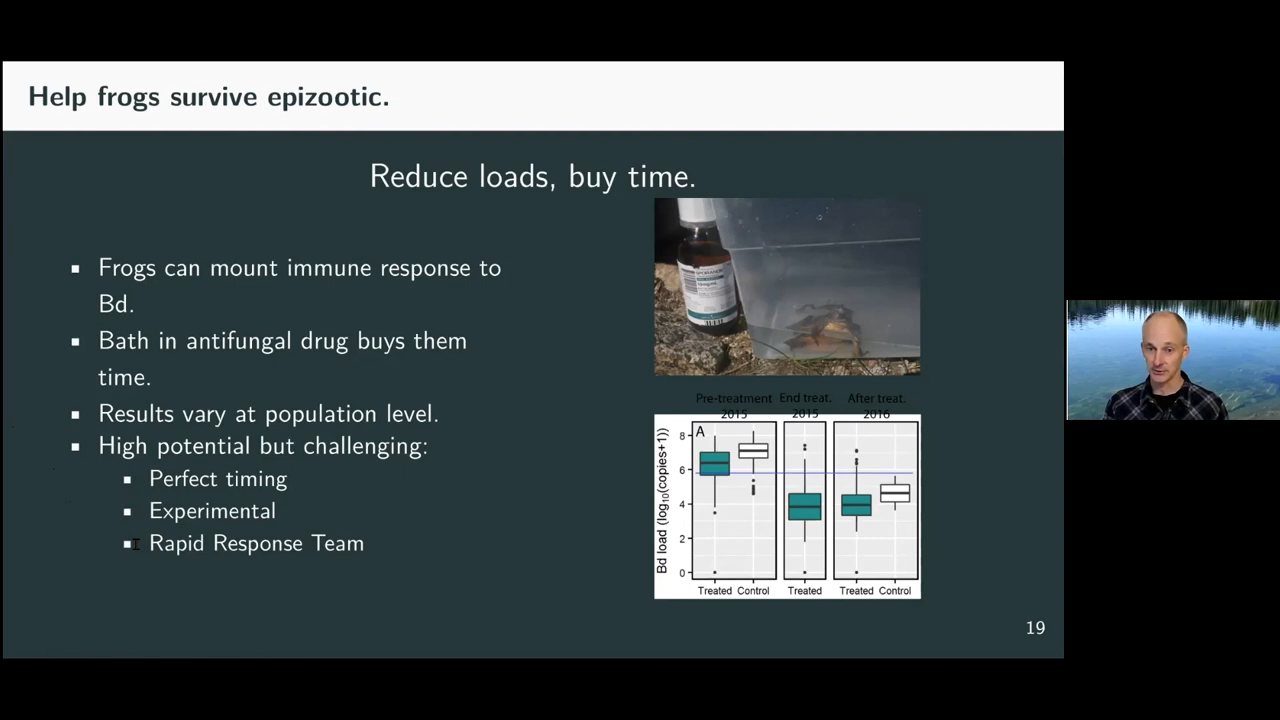 Help frogs survive epizootic.
Reduce loads, buy time.
Frogs can mount immune response to
Bd.
Bath in antifungal drug buys them
time.
Results vary at population level.
High potential but challenging:
Perfect timing
Experimental
Rapid Response Team
Pre-treatment
2015
End treat.
2015
After treat.
2016
A
Bd load (log10(copies+1))
8
6
4
2
0
Treated
Control
Treated
Treated
Control
19